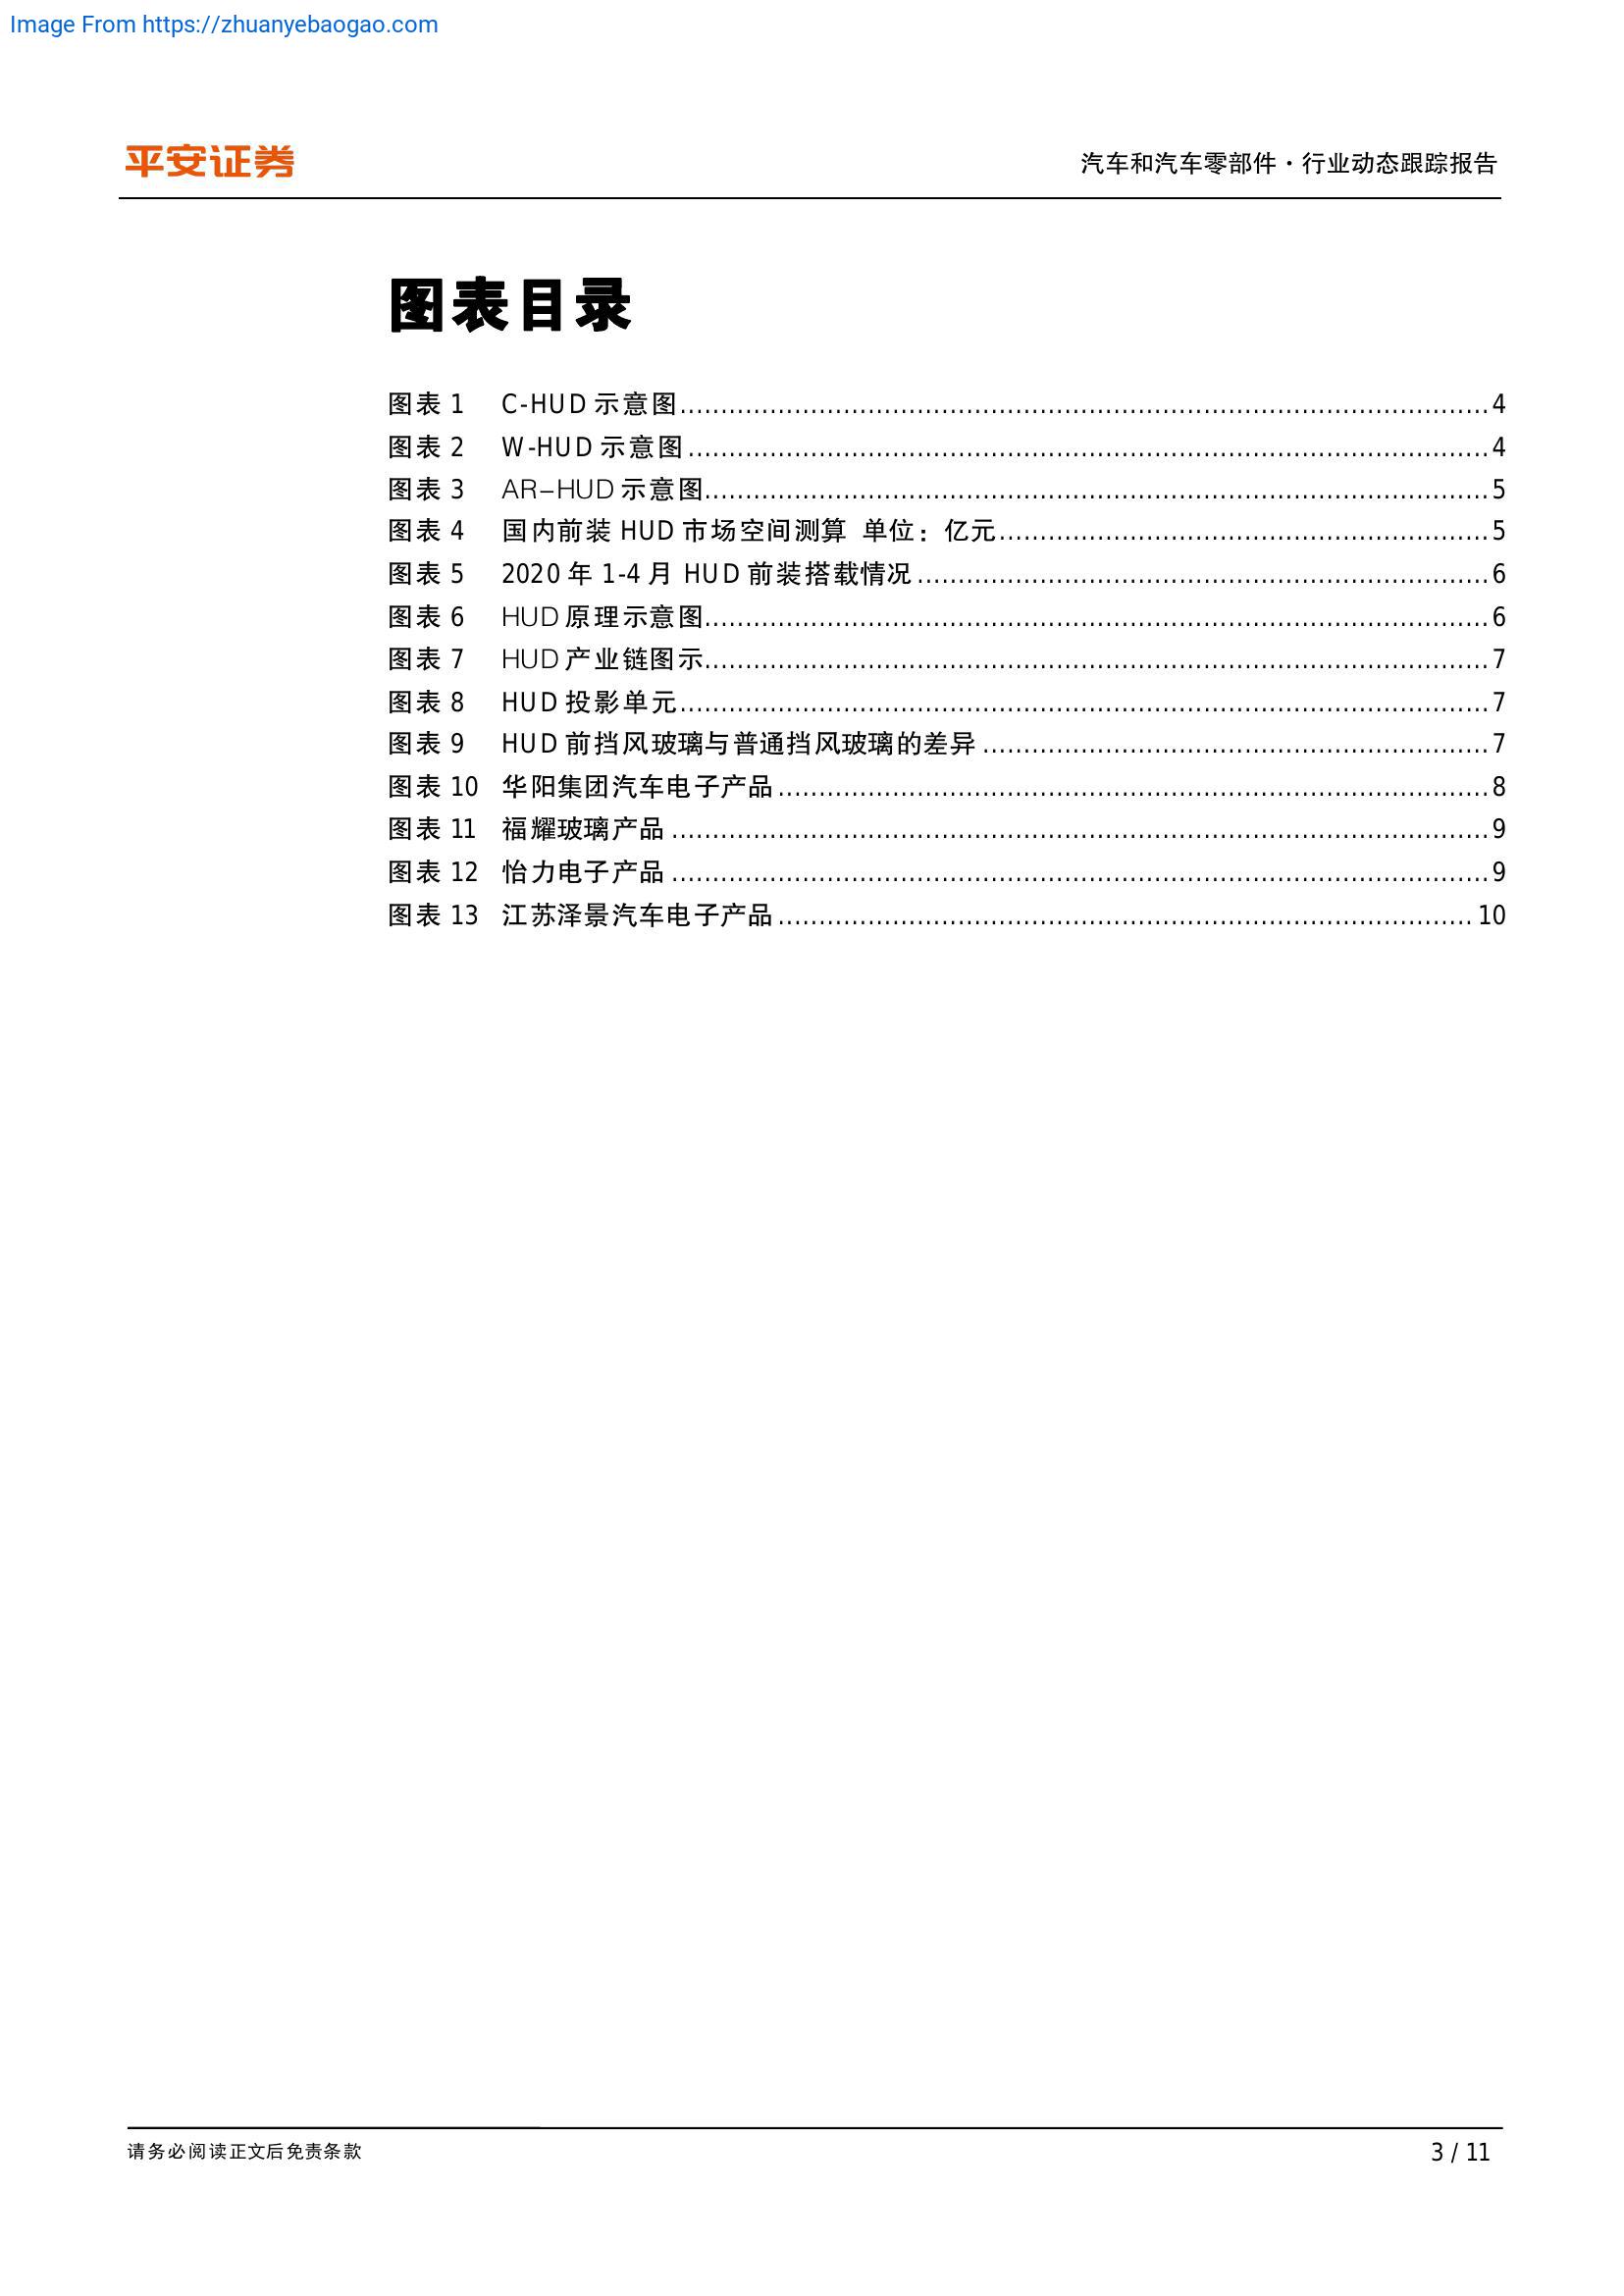 Image From https://zhuanyebaogao.com
平安证券
汽车和汽车零部件·行业动态跟踪报告
图表目录
图表 1 C-HUD 示意图 4
图表 2 W-HUD 示意图 4
图表 3 AR-HUD 示意图 5
图表 4 国内前装 HUD 市场空间测算 单位：亿元 5
图表 5 2020 年 1-4 月 HUD 前装搭载情况 6
图表 6 HUD 原理示意图 6
图表 7 HUD 产业链图示 7
图表 8 HUD 投影单元 7
图表 9 HUD 前挡风玻璃与普通挡风玻璃的差异 7
图表 10 华阳集团汽车电子产品 8
图表 11 福耀玻璃产品 9
图表 12 怡力电子产品 9
图表 13 江苏泽景汽车电子产品 10
请务必阅读正文后免责条款
3 / 11